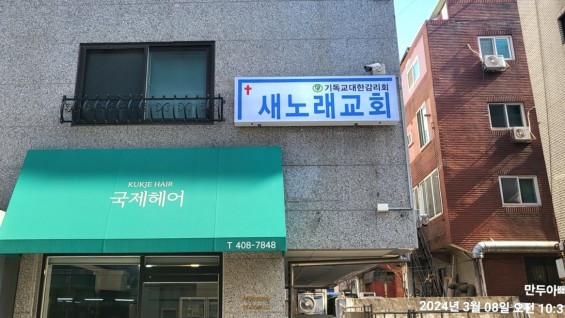 기독교대한감리회
새노래교회
KUKJE HAIR
국제헤어
T 408-7848
만두아빠
2024년 3월 08일 오전 10:3